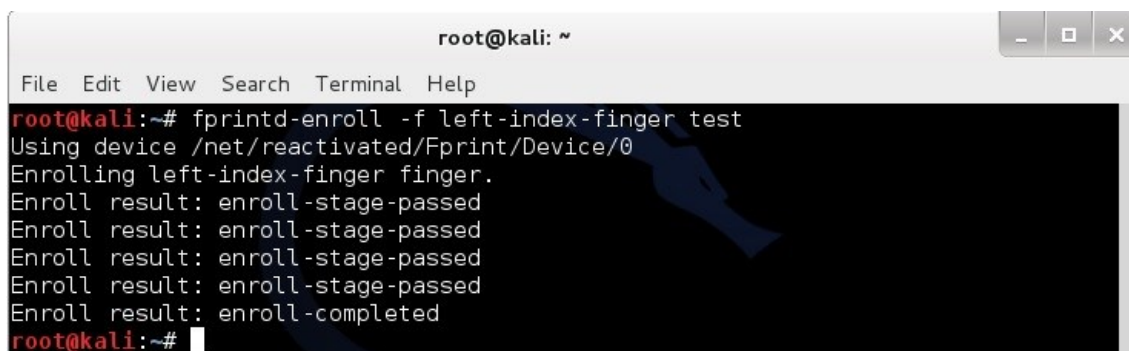 root@kali: ~
File Edit View Search Terminal Help
root@kali:~# fprintd-enroll -f left-index-finger test
Using device /net/reactivated/Fprint/Device/0
Enrolling left-index-finger finger.
Enroll result: enroll-stage-passed
Enroll result: enroll-stage-passed
Enroll result: enroll-stage-passed
Enroll result: enroll-stage-passed
Enroll result: enroll-completed
root@kali:~#